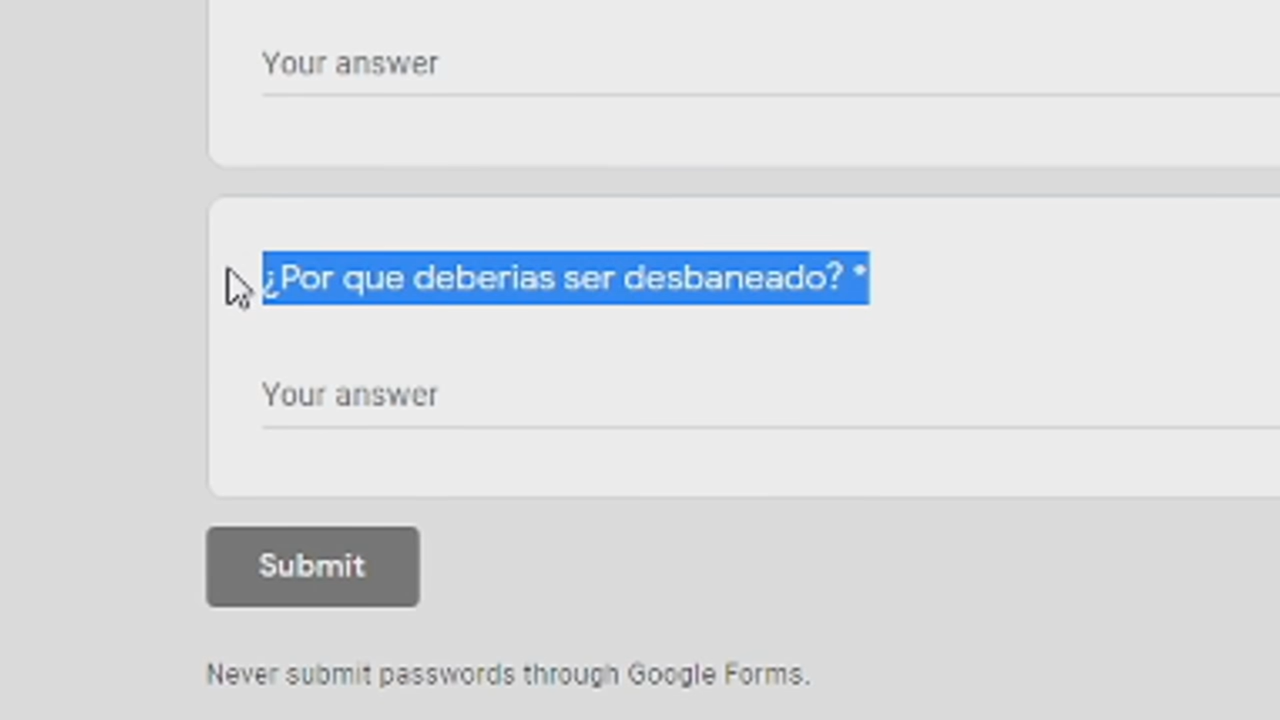 Your answer
¿Por que deberias ser desbaneado? *
Your answer
Submit
Never submit passwords through Google Forms.